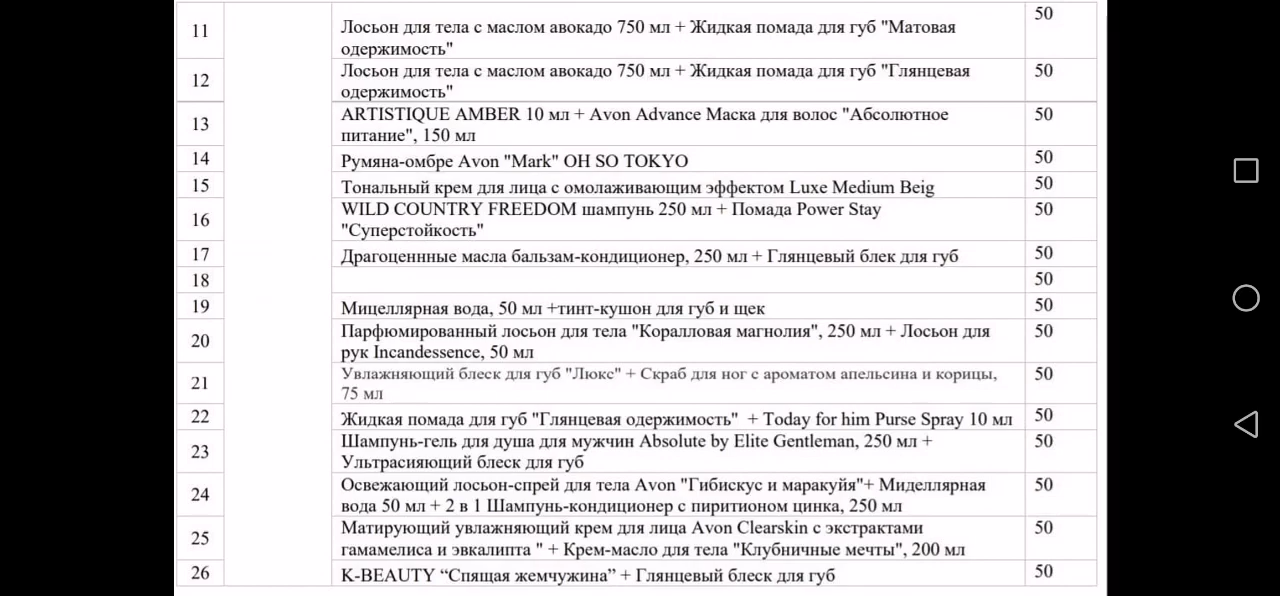 11 Лосьон для тела с маслом авокадо 750 мл + Жидкая помада для губ "Матовая 50
одержимость"
12 Лосьон для тела с маслом авокадо 750 мл + Жидкая помада для губ "Глянцевая 50
одержимость"
13 ARTISTIQUE AMBER 10 мл + Avon Advance Маска для волос "Абсолютное 50
питание", 150 мл
14 Румяна-омбре Avon "Mark" OH SO TOKYO 50
15 Тональный крем для лица с омолаживающим эффектом Luxe Medium Beig 50
16 WILD COUNTRY FREEDOM шампунь 250 мл + Помада Power Stay 50
"Суперстойкость"
17 Драгоценнные масла бальзам-кондиционер, 250 мл + Глянцевый блек для губ 50
18 50
19 Мицеллярная вода, 50 мл +тинт-кушон для губ и щек 50
20 Парфюмированный лосьон для тела "Коралловая магнолия", 250 мл + Лосьон для 50
рук Incandessence, 50 мл
21 Увлажняющий блеск для губ "Люкс" + Скраб для ног с ароматом апельсина и корицы, 50
75 мл
22 Жидкая помада для губ "Глянцевая одержимость" + Today for him Purse Spray 10 мл 50
23 Шампунь-гель для душа для мужчин Absolute by Elite Gentleman, 250 мл + 50
Ультрасияющий блеск для губ
24 Освежающий лосьон-спрей для тела Avon "Гибискус и маракуйя"+ Миделлярная 50
вода 50 мл + 2 в 1 Шампунь-кондиционер с пиритионом цинка, 250 мл
25 Матирующий увлажняющий крем для лица Avon Clearskin с экстрактами 50
гамамелиса и эвкалипта " + Крем-масло для тела "Клубничные мечты", 200 мл
26 K-BEAUTY “Спящая жемчужина” + Глянцевый блеск для губ 50